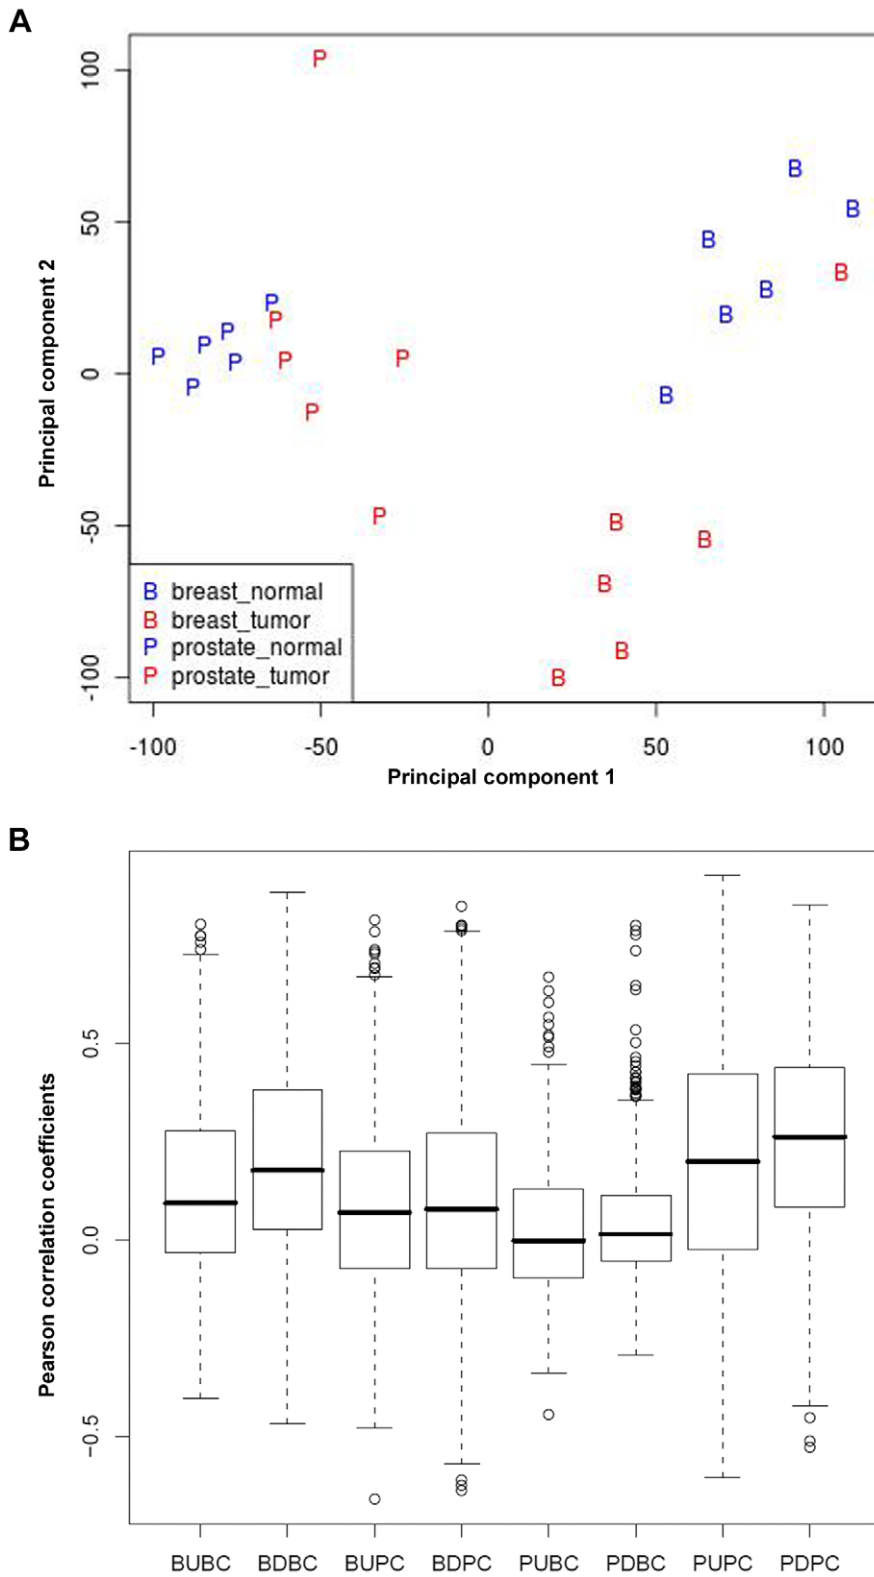 A
Principal component 2
100
50
0
-50
-100
P
B
B
B
B
B
B
B
P
P
P
P
P
P
P
P
P
P
P
B
B
B
B
B
B breast_normal
B breast_tumor
P prostate_normal
P prostate_tumor
-100 -50 0 50 100
Principal component 1
B
Pearson correlation coefficients
0.5
0.0
-0.5
BUBC BDBC BUPC BDPC PUBC PDBC PUPC PDPC